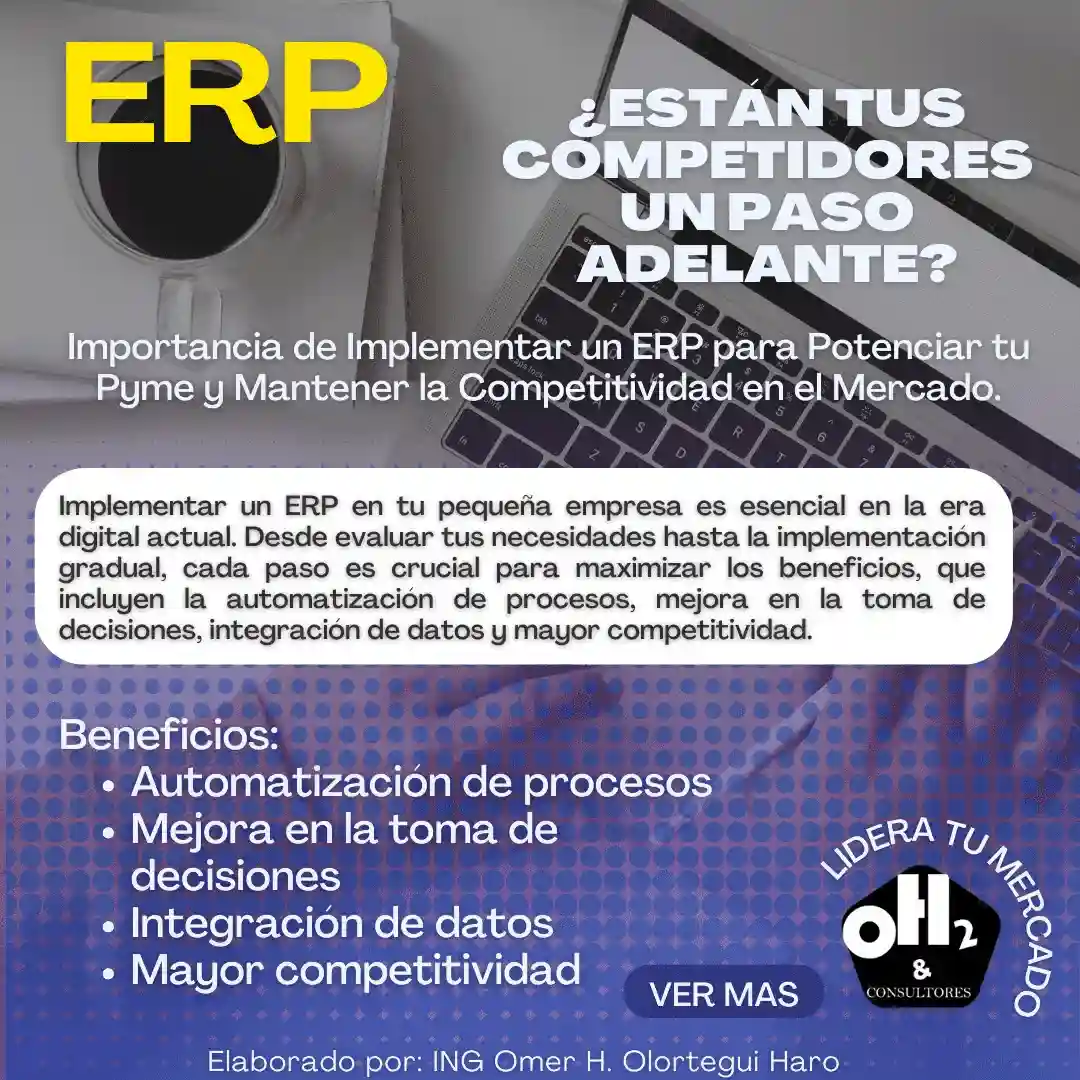 ERP
¿ESTÁN TUS
COMPETIDORES
UN PASO
ADELANTE?
Importancia de Implementar un ERP para Potenciar tu
Pyme y Mantener la Competitividad en el Mercado.
Implementar un ERP en tu pequeña empresa es esencial en la era
digital actual. Desde evaluar tus necesidades hasta la implementación
gradual, cada paso es crucial para maximizar los beneficios, que
incluyen la automatización de procesos, mejora en la toma de
decisiones, integración de datos y mayor competitividad.
Beneficios:
• Automatización de procesos
• Mejora en la toma de
decisiones
• Integración de datos
• Mayor competitividad
LIDERA TU MERCADO
OH2
&
CONSULTORES
VER MAS
Elaborado por: ING Omer H. Olortegui Haro